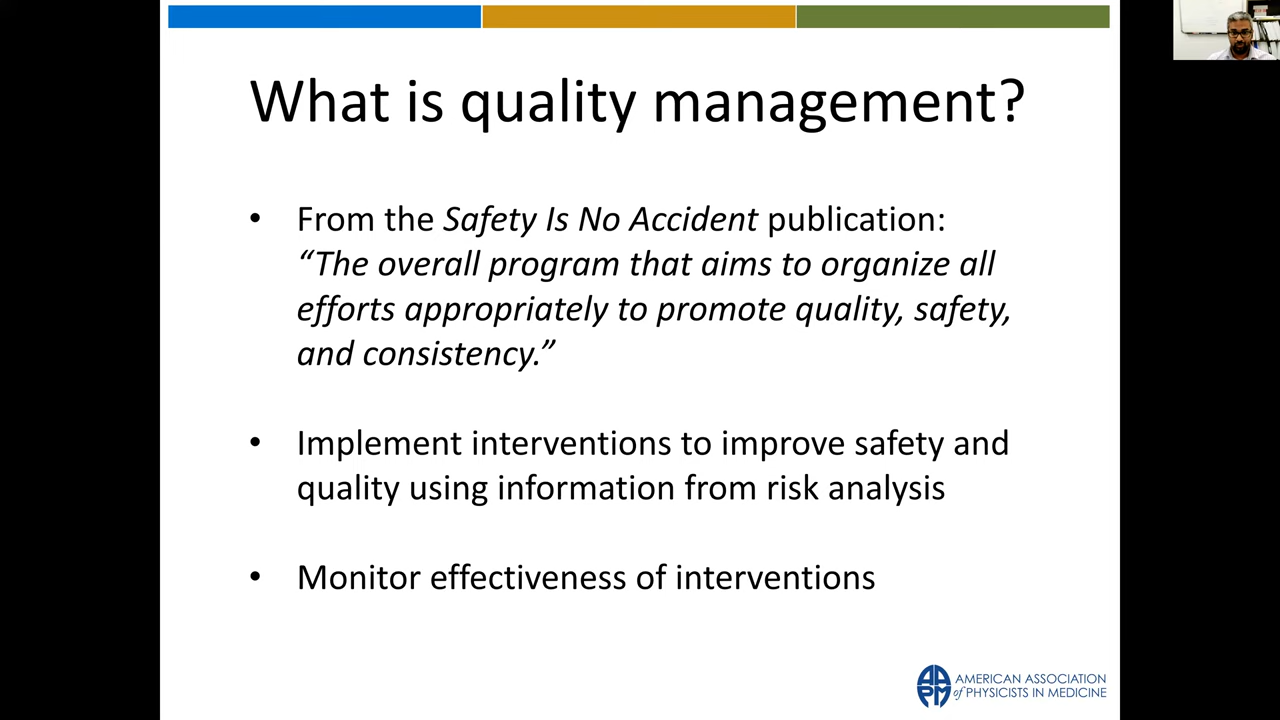 What is quality management?
• From the Safety Is No Accident publication:
“The overall program that aims to organize all
efforts appropriately to promote quality, safety,
and consistency.”
• Implement interventions to improve safety and
quality using information from risk analysis
• Monitor effectiveness of interventions
AAPM
AMERICAN ASSOCIATION
of PHYSICISTS IN MEDICINE